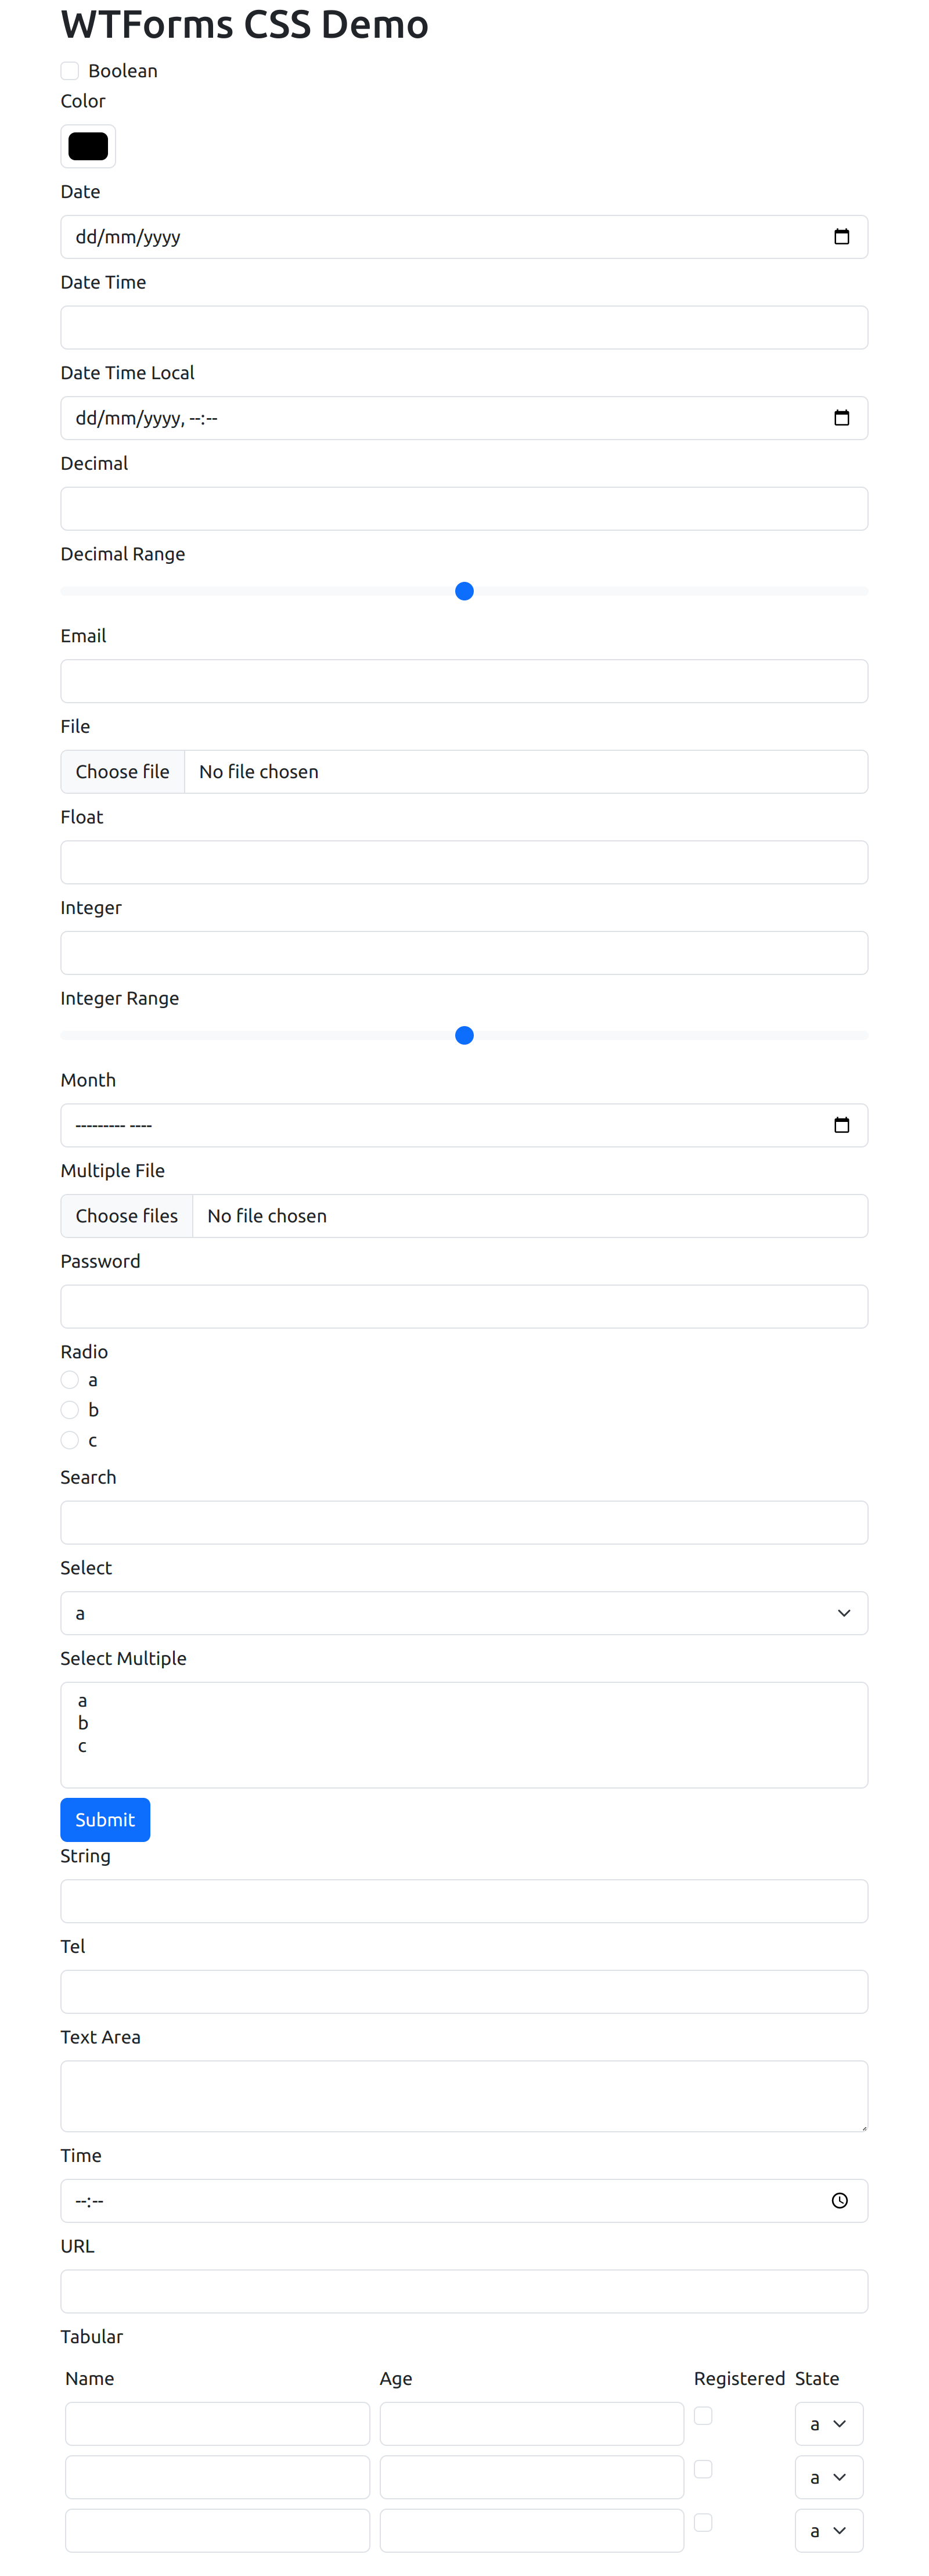 WTForms CSS Demo
Boolean
Color
Date
dd/mm/yyyy
Date Time
Date Time Local
dd/mm/yyyy, --:--
Decimal
Decimal Range
Email
File
Choose file No file chosen
Float
Integer
Integer Range
Month
--------- ----
Multiple File
Choose files No file chosen
Password
Radio
a
b
c
Search
Select
a
Select Multiple
a
b
c
Submit
String
Tel
Text Area
Time
--:--
URL
Tabular
Name Age Registered State
a
a
a